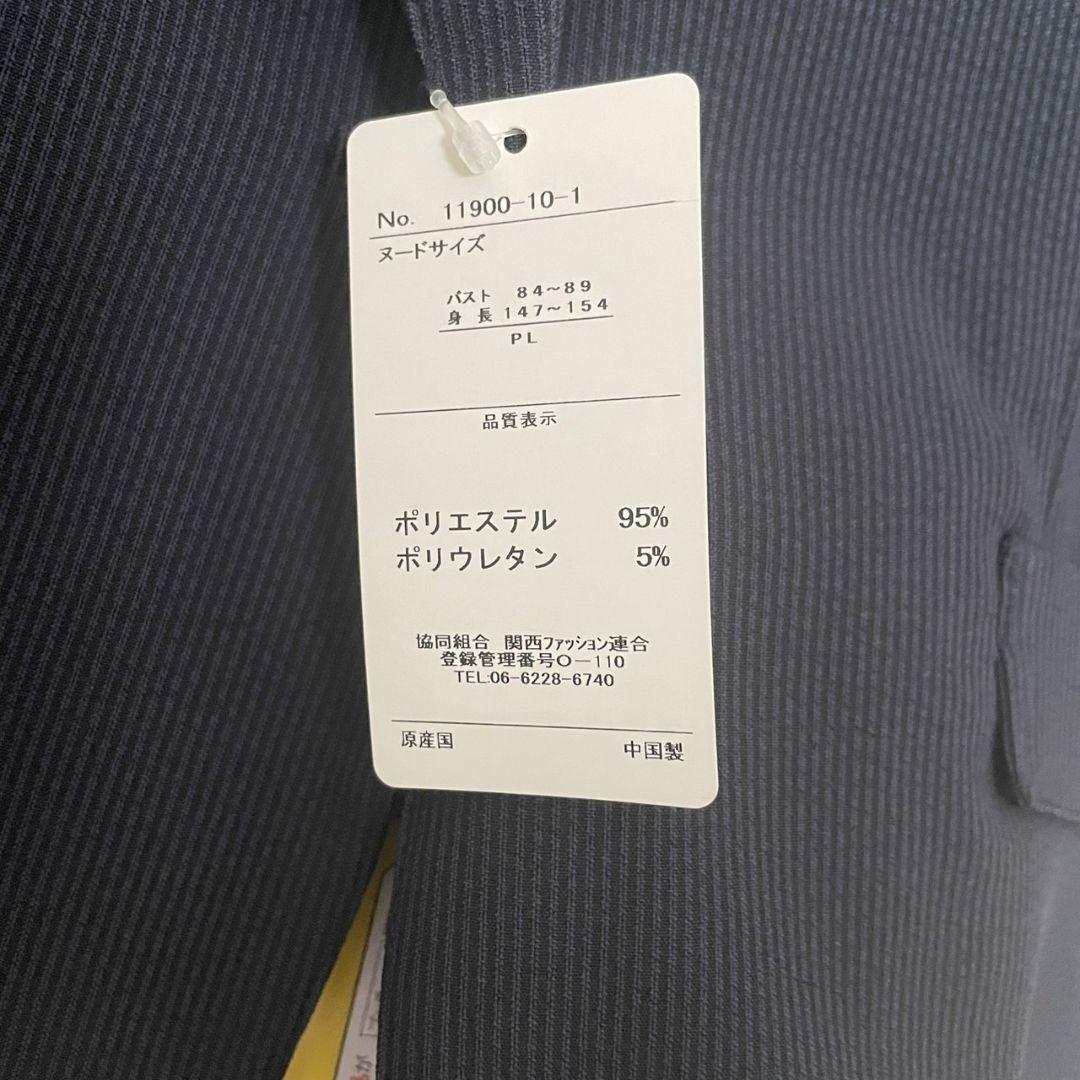 No. 11900-10-1
ヌードサイズ
バスト 84～89
身 長 147～154
PL
品質表示
ポリエステル 95%
ポリウレタン 5%
協同組合 関西ファッション連合
登録管理番号O－110
TEL:06-6228-6740
原産国 中国製